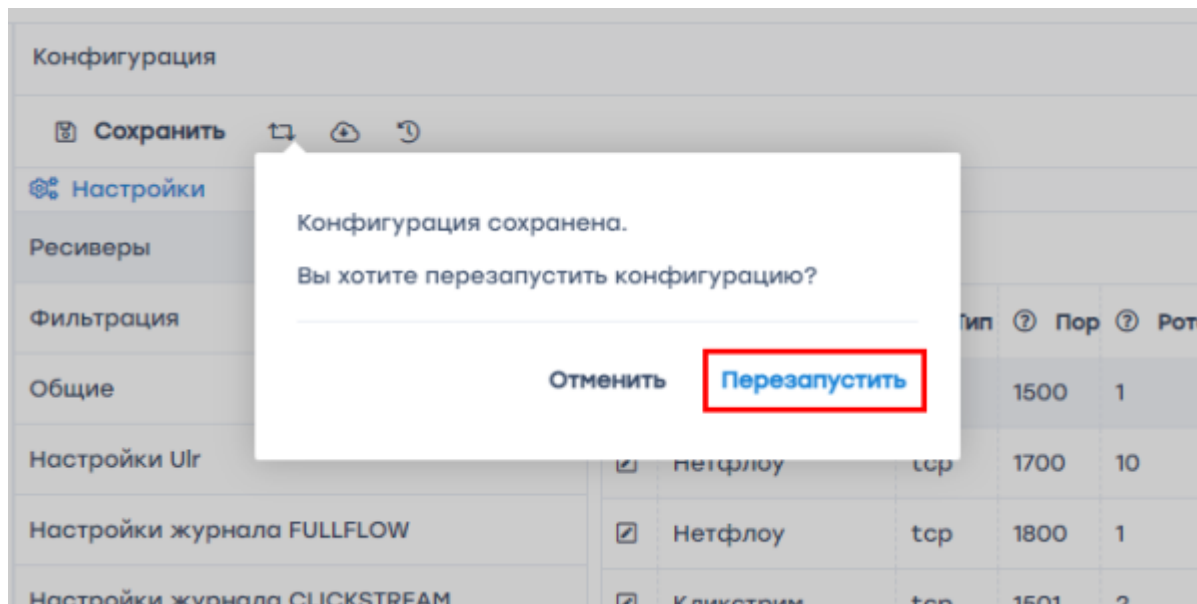 Конфигурация
Сохранить
Настройки
Конфигурация сохранена.
Вы хотите перезапустить конфигурацию?
Отменить Перезапустить
Ресиверы
Фильтрация
Тип Пор Рот
Общие
1500 1
Настройки Ulr
Нетфлоу tcp 1700 10
Настройки журнала FULLFLOW
Нетфлоу tcp 1800 1
Настройки журнала CLICKSTREAM
Кликстрим tcp 1501 2